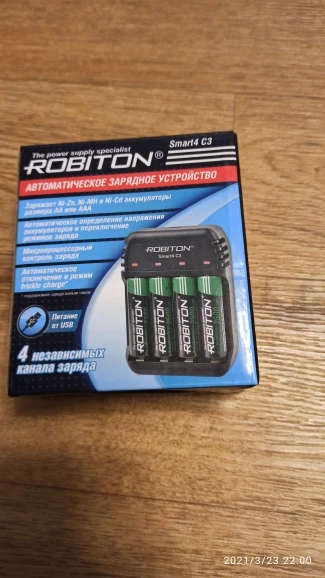 The power supply specialist
ROBITON®
Smart4 C3
АВТОМАТИЧЕСКОЕ ЗАРЯДНОЕ УСТРОЙСТВО
Заряжает Ni-Zn, Ni-MH и Ni-Cd аккумуляторы
размера AA или AAA
Автоматическое определение напряжения
аккумуляторов и переключение
режимов заряда
Микропроцессорный
контроль заряда
Автоматическое
отключение и режим
trickle charge*
Питание
от USB
4 независимых
канала заряда
ROBITON®
Smart4 C3
ROBITON
ROBITON
ROBITON
ROBITON
2021/3/23 22:00